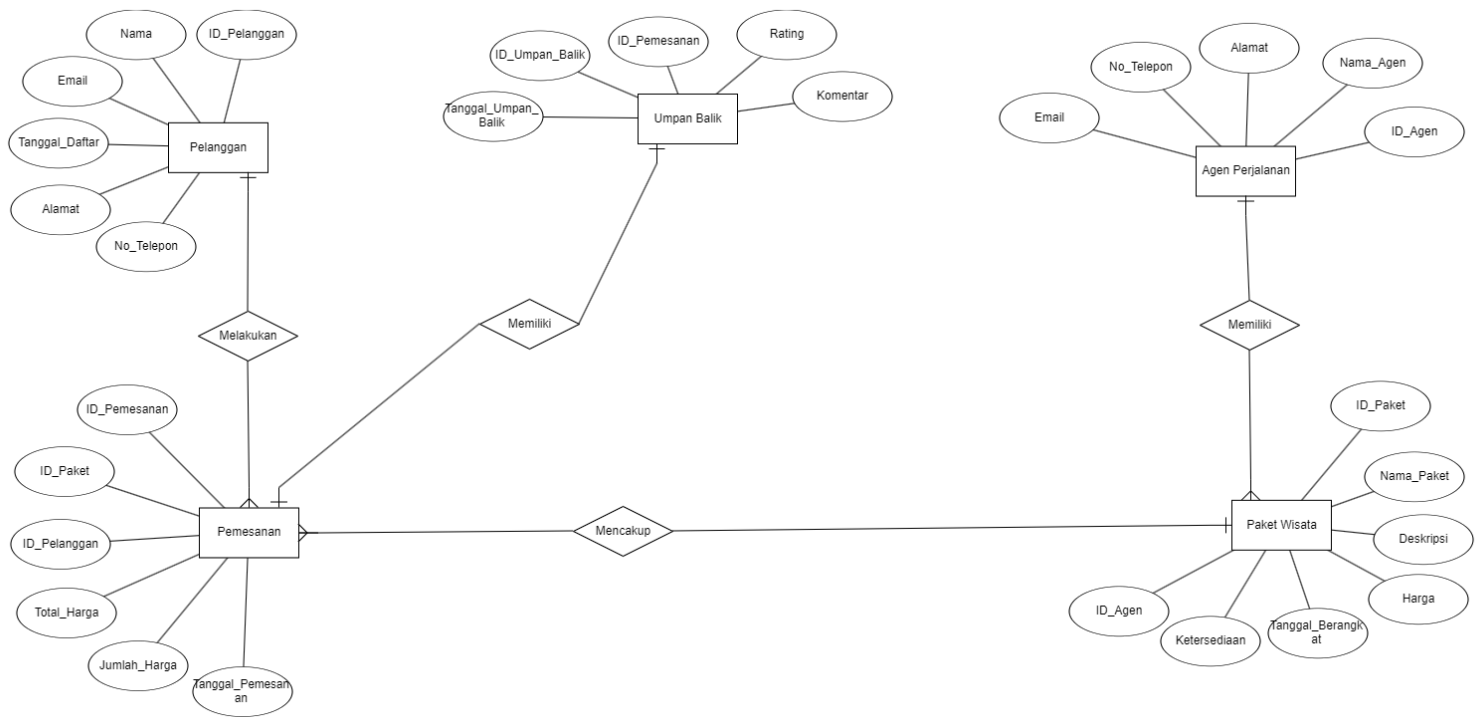 Nama
ID_Pelanggan
Email
Tanggal_Daftar
Alamat
No_Telepon
Pelanggan
ID_Umpan_Balik
ID_Pemesanan
Rating
Tanggal_Umpan_
Balik
Komentar
Umpan Balik
Email
No_Telepon
Alamat
Nama_Agen
ID_Agen
Agen Perjalanan
Melakukan
Memiliki
Memiliki
ID_Pemesanan
ID_Paket
ID_Pelanggan
Total_Harga
Jumlah_Harga
Tanggal_Pemesan
an
Pemesanan
Mencakup
Paket Wisata
ID_Paket
Nama_Paket
Deskripsi
Harga
Tanggal_Berangk
at
Ketersediaan
ID_Agen